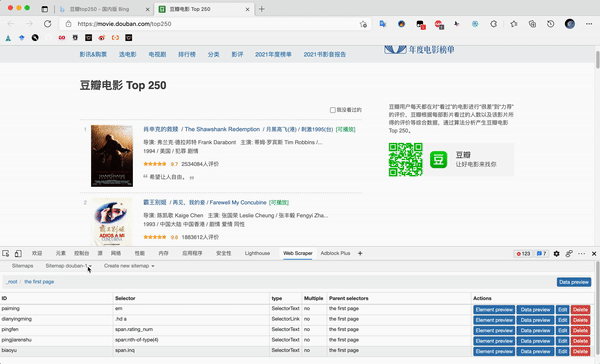 豆瓣top250 - 国内版 Bing
豆瓣电影 Top 250
https://movie.douban.com/top250
影讯&购票 选电影 电视剧 排行榜 分类 影评 2021年度榜单 2021书影音报告
年度电影榜单
豆瓣电影 Top 250
我没看过的
1 肖申克的救赎 / The Shawshank Redemption / 月黑高飞(港) / 刺激1995(台) [可播放]
导演: 弗兰克·德拉邦特 Frank Darabont 主演: 蒂姆·罗宾斯 Tim Robbins /...
1994 / 美国 / 犯罪 剧情
9.7 2534084人评价
希望让人自由。
2 霸王别姬 / 再见，我的妾 / Farewell My Concubine [可播放]
导演: 陈凯歌 Kaige Chen 主演: 张国荣 Leslie Cheung / 张丰毅 Fengyi Zha...
1993 / 中国大陆 中国香港 / 剧情 爱情 同性
9.6 1883612人评价
豆瓣用户每天都在对“看过”的电影进行“很差”到“力荐”
的评价，豆瓣根据每部影片看过的人数以及该影片所
得的评价等综合数据，通过算法分析产生豆瓣电影
Top 250。
豆
豆瓣
让好电影来找你
欢迎 元素 控制台 源 网络 性能 内存 应用程序 安全性 Lighthouse Web Scraper Adblock Plus
123 7
Sitemaps Sitemap douban-1 Create new sitemap
_root / the first page
Data preview
ID Selector type Multiple Parent selectors Actions
paiming em SelectorText no the first page Element preview Data preview Edit Delete
dianyingming .hd a SelectorLink no the first page Element preview Data preview Edit Delete
pingfen span.rating_num SelectorText no the first page Element preview Data preview Edit Delete
pingjiarenshu span:nth-of-type(4) SelectorText no the first page Element preview Data preview Edit Delete
biaoyu span.inq SelectorText no the first page Element preview Data preview Edit Delete